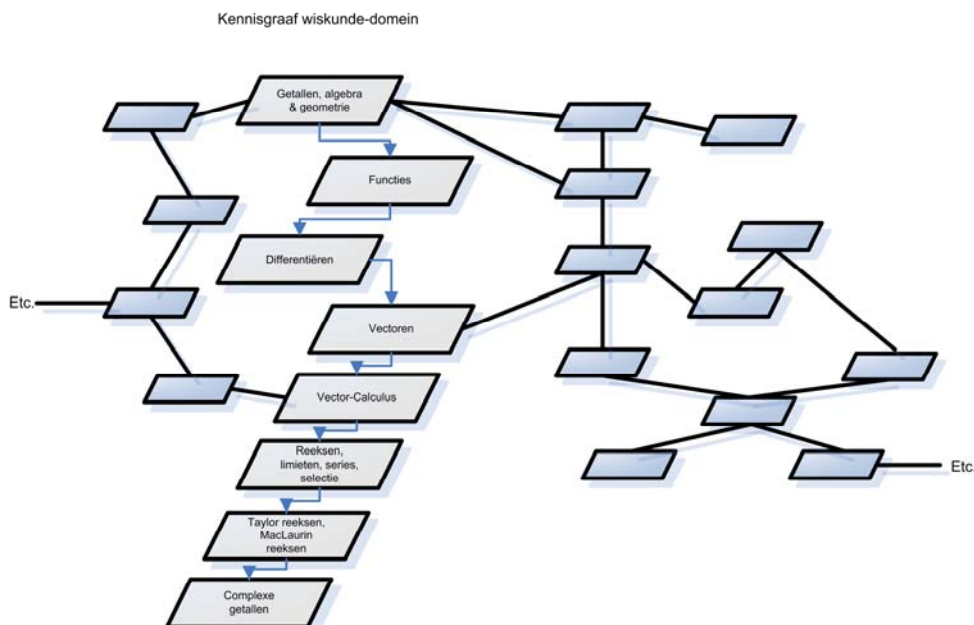 Kennisgraaf wiskunde-domein
Getallen, algebra
& geometrie
Functies
Differentiëren
Etc.
Vectoren
Vector-Calculus
Reeksen,
limieten, series,
selectie
Etc.
Taylor reeksen,
MacLaurin
reeksen
Complexe
getallen